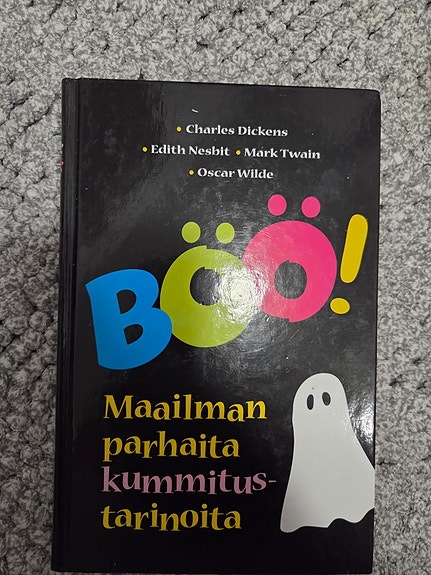 • Charles Dickens
• Edith Nesbit • Mark Twain
• Oscar Wilde
BÖÖ!
Maailman
parhaita
kummitus-
tarinoita